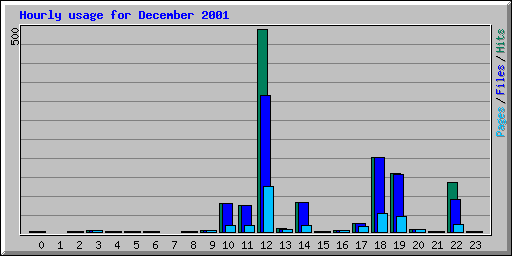 Hourly usage for December 2001
500
Pages / Files / Hits
0 1 2 3 4 5 6 7 8 9 10 11 12 13 14 15 16 17 18 19 20 21 22 23